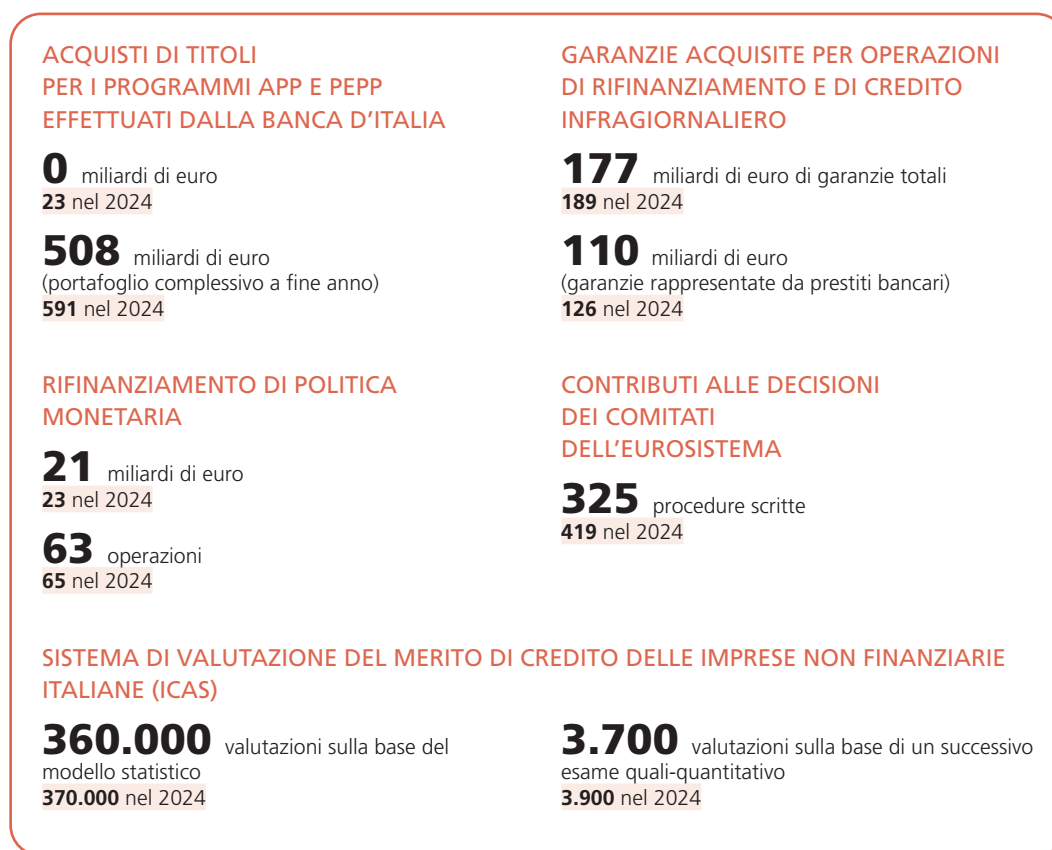 ACQUISTI DI TITOLI
PER I PROGRAMMI APP E PEPP
EFFETTUATI DALLA BANCA D'ITALIA
0 miliardi di euro
23 nel 2024
508 miliardi di euro
(portafoglio complessivo a fine anno)
591 nel 2024
GARANZIE ACQUISITE PER OPERAZIONI
DI RIFINANZIAMENTO E DI CREDITO
INFRAGIORNALIERO
177 miliardi di euro di garanzie totali
189 nel 2024
110 miliardi di euro
(garanzie rappresentate da prestiti bancari)
126 nel 2024
RIFINANZIAMENTO DI POLITICA
MONETARIA
21 miliardi di euro
23 nel 2024
63 operazioni
65 nel 2024
CONTRIBUTI ALLE DECISIONI
DEI COMITATI
DELL'EUROSISTEMA
325 procedure scritte
419 nel 2024
SISTEMA DI VALUTAZIONE DEL MERITO DI CREDITO DELLE IMPRESE NON FINANZIARIE
ITALIANE (ICAS)
360.000 valutazioni sulla base del
modello statistico
370.000 nel 2024
3.700 valutazioni sulla base di un successivo
esame quali-quantitativo
3.900 nel 2024